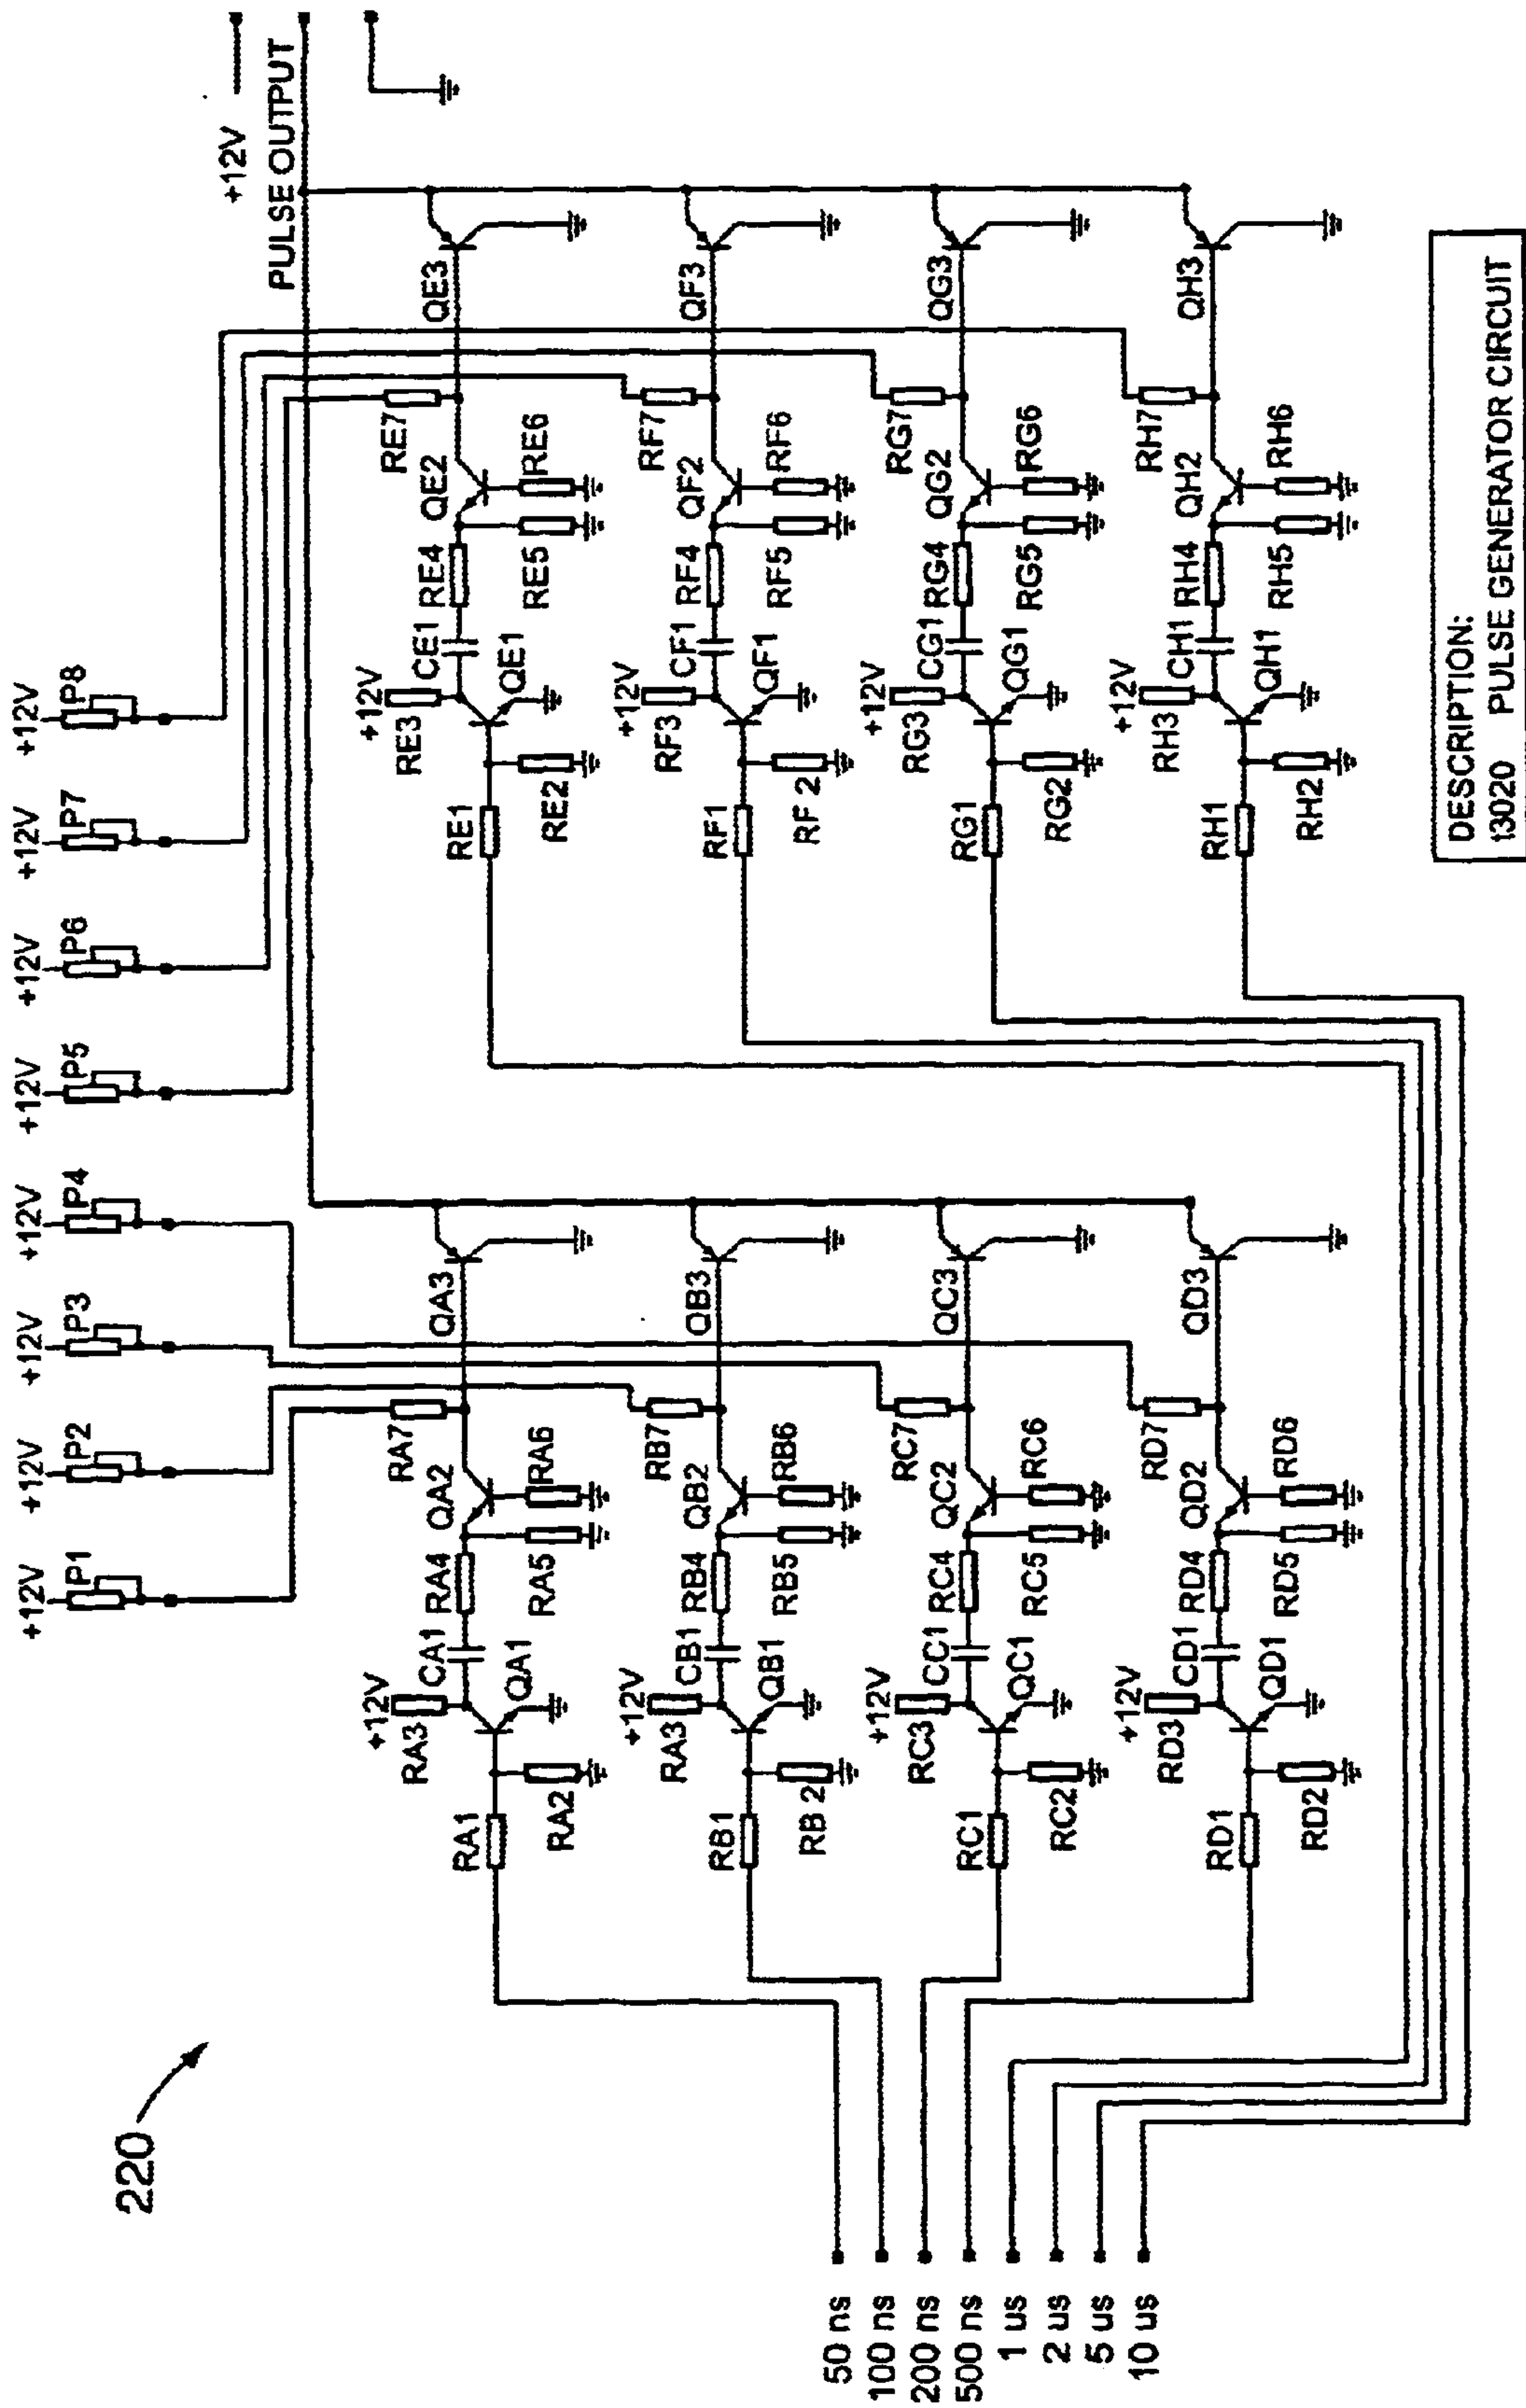 220
+12V +12V +12V +12V +12V +12V +12V +12V
P1 P2 P3 P4 P5 P6 P7 P8
+12V
PULSE OUTPUT
+12V RA7 QA3
RA3 CA1 RA4 QA2
RA1 QA1 RA6
RA2 RA5
+12V RB7 QB3
RA3 CB1 RB4 QB2
RB1 QB1 RB6
RB 2 RB5
+12V RC7 QC3
RC3 CC1 RC4 QC2
RC1 QC1 RC6
RC2 RC5
+12V RD7 QD3
RD3 CD1 RD4 QD2
RD1 QD1 RD6
RD2 RD5
+12V RE7 QE3
RE3 CE1 RE4 QE2
RE1 QE1 RE6
RE2 RE5
+12V RF7 QF3
RF3 CF1 RF4 QF2
RF1 QF1 RF6
RF 2 RF5
+12V RG7 QG3
RG3 CG1 RG4 QG2
RG1 QG1 RG6
RG2 RG5
+12V RH7 QH3
RH3 CH1 RH4 QH2
RH1 QH1 RH6
RH2 RH5
50 ns
100 ns
200 ns
500 ns
1 us
2 us
5 us
10 us
DESCRIPTION:
13020 PULSE GENERATOR CIRCUIT